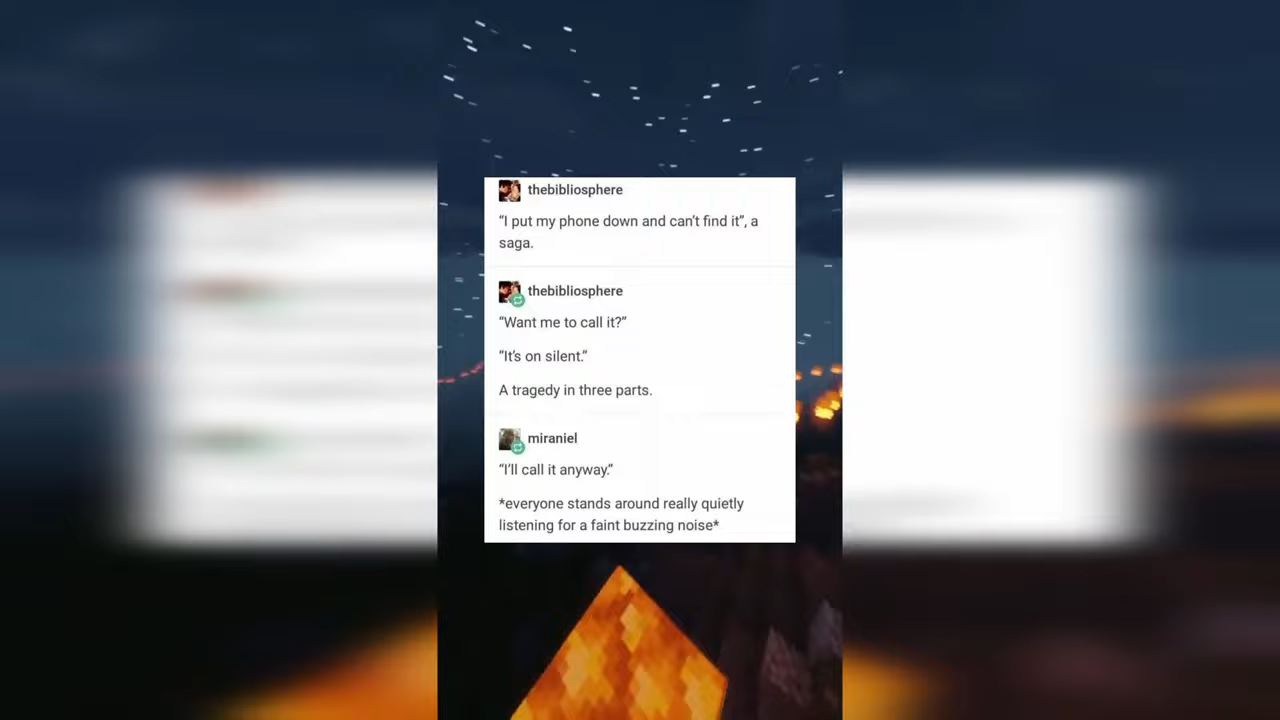 thebibliosphere
“I put my phone down and can’t find it”, a
saga.
thebibliosphere
“Want me to call it?”
“It’s on silent.”
A tragedy in three parts.
miraniel
“I’ll call it anyway.”
*everyone stands around really quietly
listening for a faint buzzing noise*